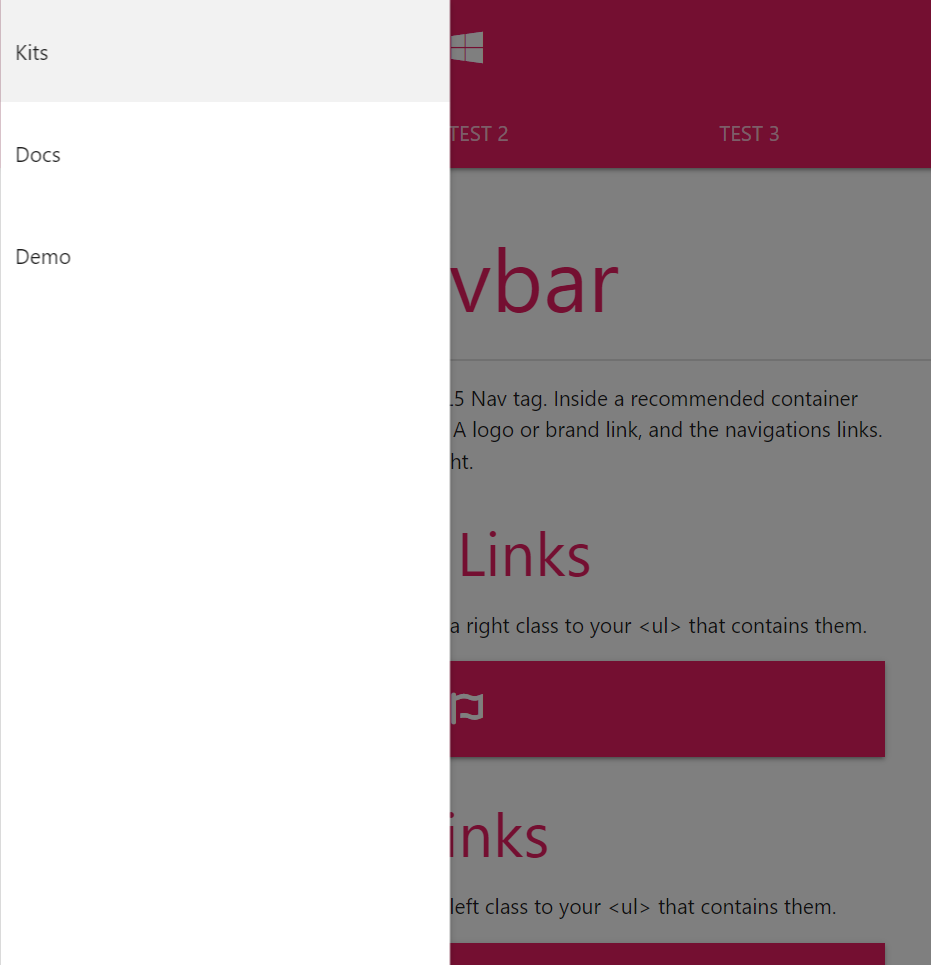 Kits
Docs
Demo
TEST 2
TEST 3
vbar
5 Nav tag. Inside a recommended container
A logo or brand link, and the navigations links.
ht.
Links
a right class to your <ul> that contains them.
inks
left class to your <ul> that contains them.